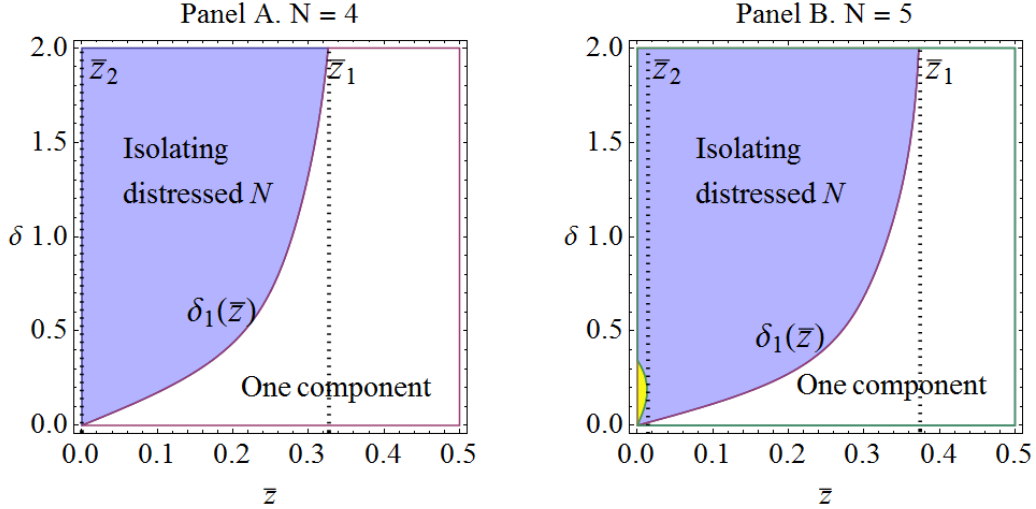 Panel A. N = 4
2.0
1.5
δ 1.0
0.5
0.0
z̄₂
z̄₁
Isolating
distressed N
δ₁(z̄)
One component
0.0 0.1 0.2 0.3 0.4 0.5
z̄
Panel B. N = 5
2.0
1.5
δ 1.0
0.5
0.0
z̄₂
z̄₁
Isolating
distressed N
δ₁(z̄)
One component
0.0 0.1 0.2 0.3 0.4 0.5
z̄